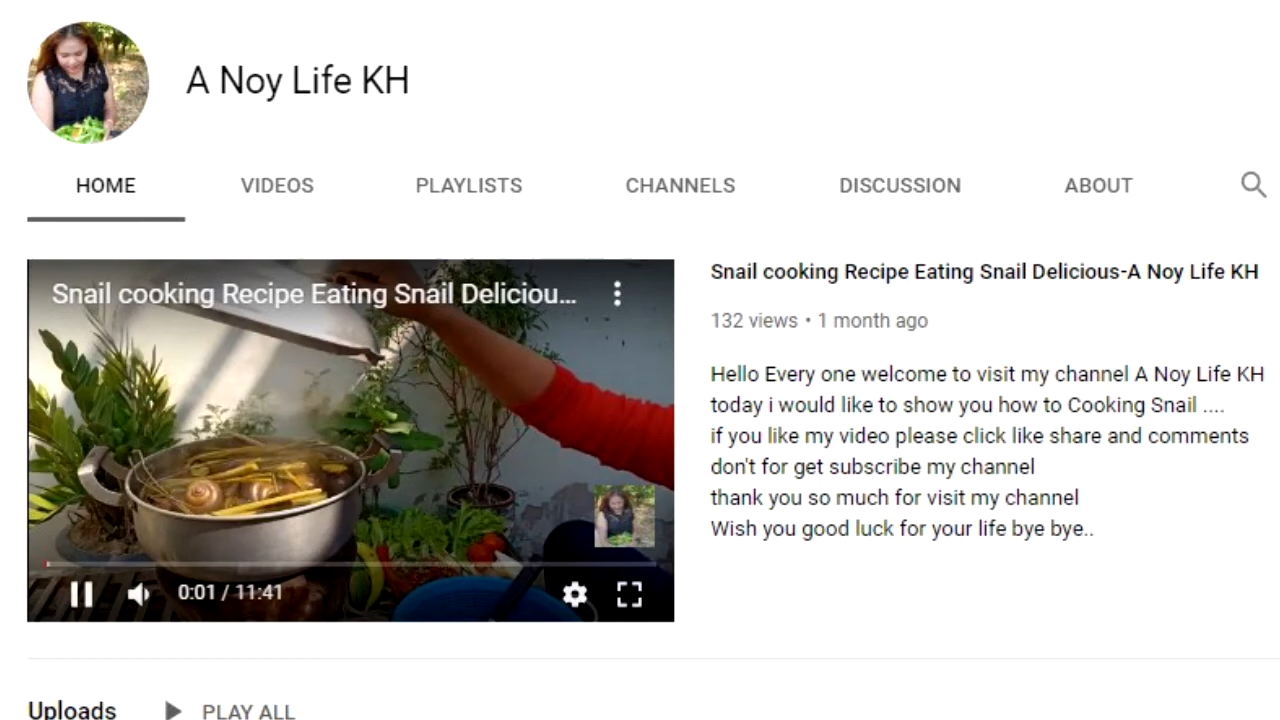 A Noy Life KH
HOME VIDEOS PLAYLISTS CHANNELS DISCUSSION ABOUT
Snail cooking Recipe Eating Snail Deliciou...
0:01 / 11:41
Snail cooking Recipe Eating Snail Delicious-A Noy Life KH
132 views • 1 month ago
Hello Every one welcome to visit my channel A Noy Life KH
today i would like to show you how to Cooking Snail ....
if you like my video please click like share and comments
don't for get subscribe my channel
thank you so much for visit my channel
Wish you good luck for your life bye bye..
Uploads PLAY ALL